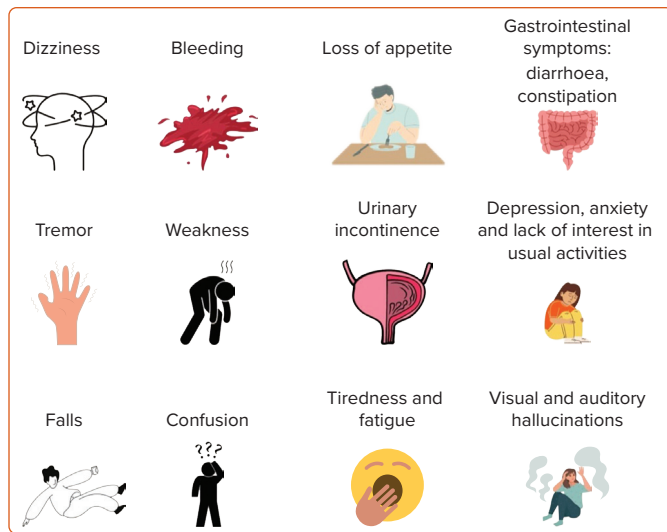 Dizziness
Bleeding
Loss of appetite
Gastrointestinal
symptoms:
diarrhoea,
constipation
Tremor
Weakness
Urinary
incontinence
Depression, anxiety
and lack of interest in
usual activities
Falls
Confusion
???
Tiredness and
fatigue
Visual and auditory
hallucinations